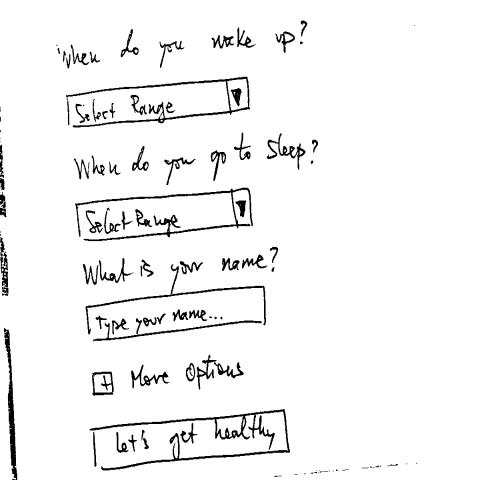 When do you wake up?
Select Range
When do you go to Sleep?
Select Range
What is your name?
Type your name...
+ More Options
Let's get healthy